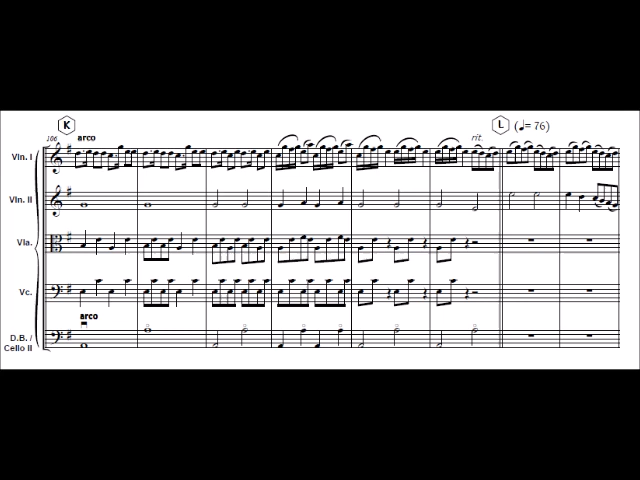 K
L (♩= 76)
106 arco
rit.
Vln. I
Vln. II
Vla.
Vc.
arco
D.B. /
Cello II